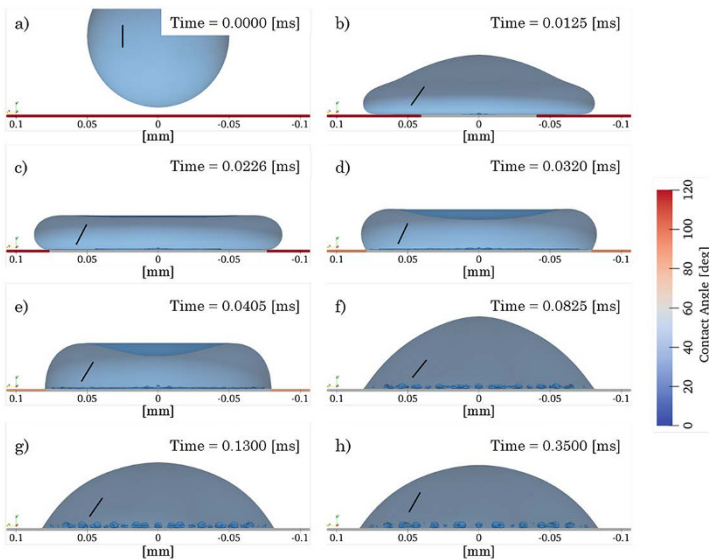 a) Time = 0.0000 [ms]
0.1 0.05 0 -0.05 -0.1
[mm]
b) Time = 0.0125 [ms]
0.1 0.05 0 -0.05 -0.1
[mm]
c) Time = 0.0226 [ms]
0.1 0.05 0 -0.05 -0.1
[mm]
d) Time = 0.0320 [ms]
0.1 0.05 0 -0.05 -0.1
[mm]
e) Time = 0.0405 [ms]
0.1 0.05 0 -0.05 -0.1
[mm]
f) Time = 0.0825 [ms]
0.1 0.05 0 -0.05 -0.1
[mm]
g) Time = 0.1300 [ms]
0.1 0.05 0 -0.05 -0.1
[mm]
h) Time = 0.3500 [ms]
0.1 0.05 0 -0.05 -0.1
[mm]
120
100
80
60
40
20
0
Contact Angle [deg]